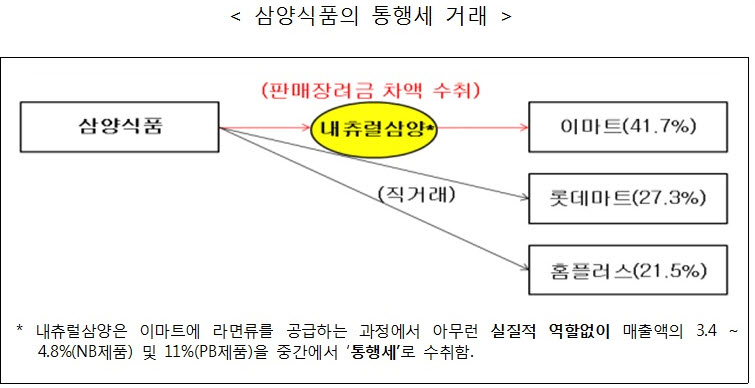 < 삼양식품의 통행세 거래 >
(판매장려금 차액 수취)
삼양식품
내츄럴삼양*
이마트(41.7%)
(직거래)
롯데마트(27.3%)
홈플러스(21.5%)
* 내츄럴삼양은 이마트에 라면류를 공급하는 과정에서 아무런 실질적 역할없이 매출액의 3.4 ~
4.8%(NB제품) 및 11%(PB제품)을 중간에서 ‘통행세’로 수취함.